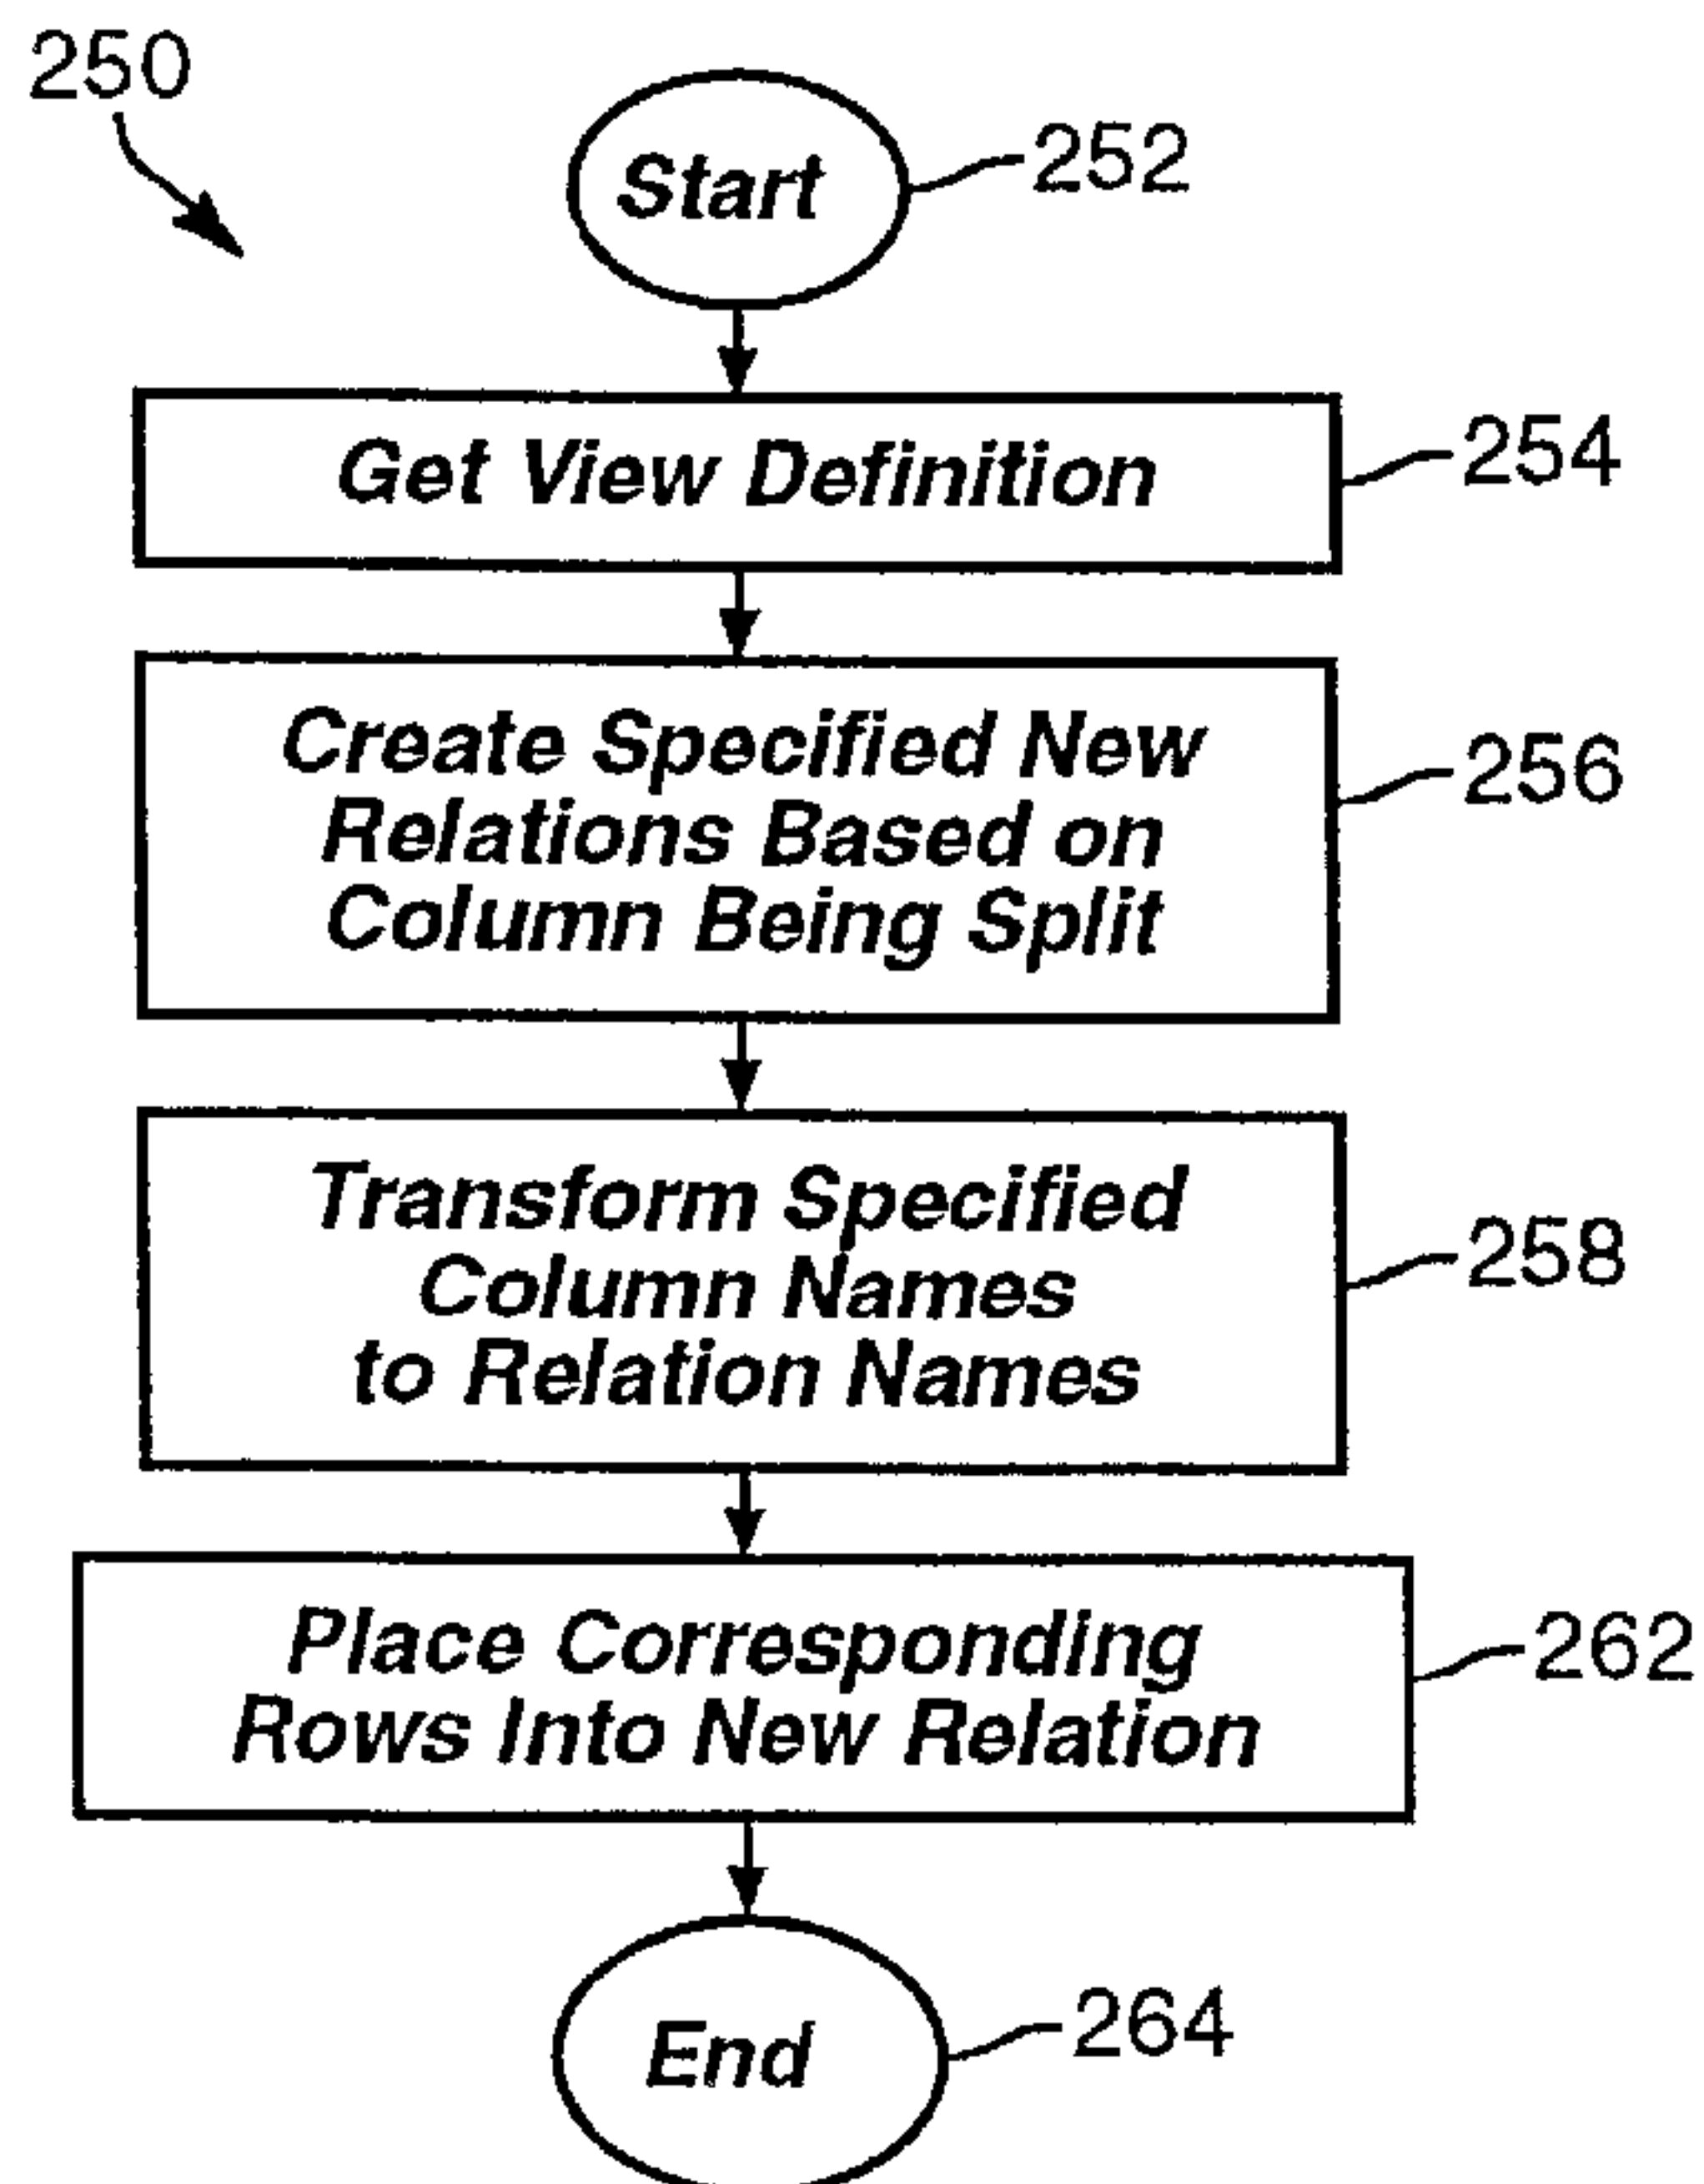 250
Start
252
Get View Definition
254
Create Specified New
Relations Based on
Column Being Split
256
Transform Specified
Column Names
to Relation Names
258
Place Corresponding
Rows Into New Relation
262
End
264